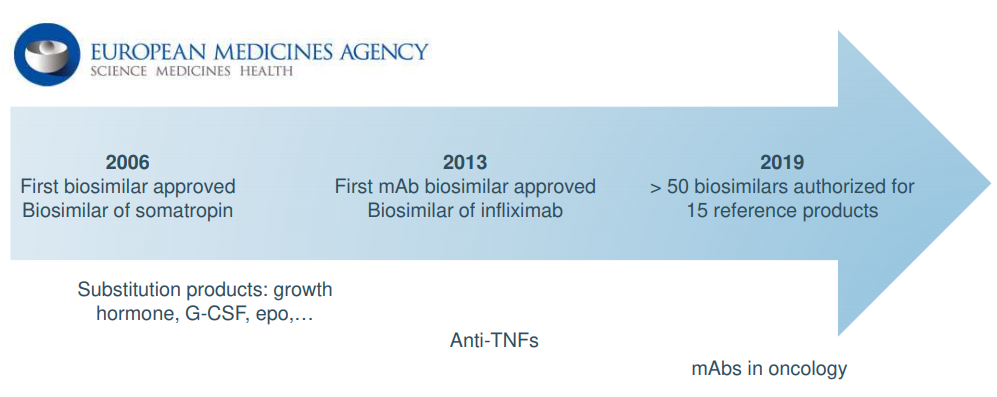 EUROPEAN MEDICINES AGENCY
SCIENCE MEDICINES HEALTH
2006
First biosimilar approved
Biosimilar of somatropin
2013
First mAb biosimilar approved
Biosimilar of infliximab
2019
> 50 biosimilars authorized for
15 reference products
Substitution products: growth
hormone, G-CSF, epo,…
Anti-TNFs
mAbs in oncology